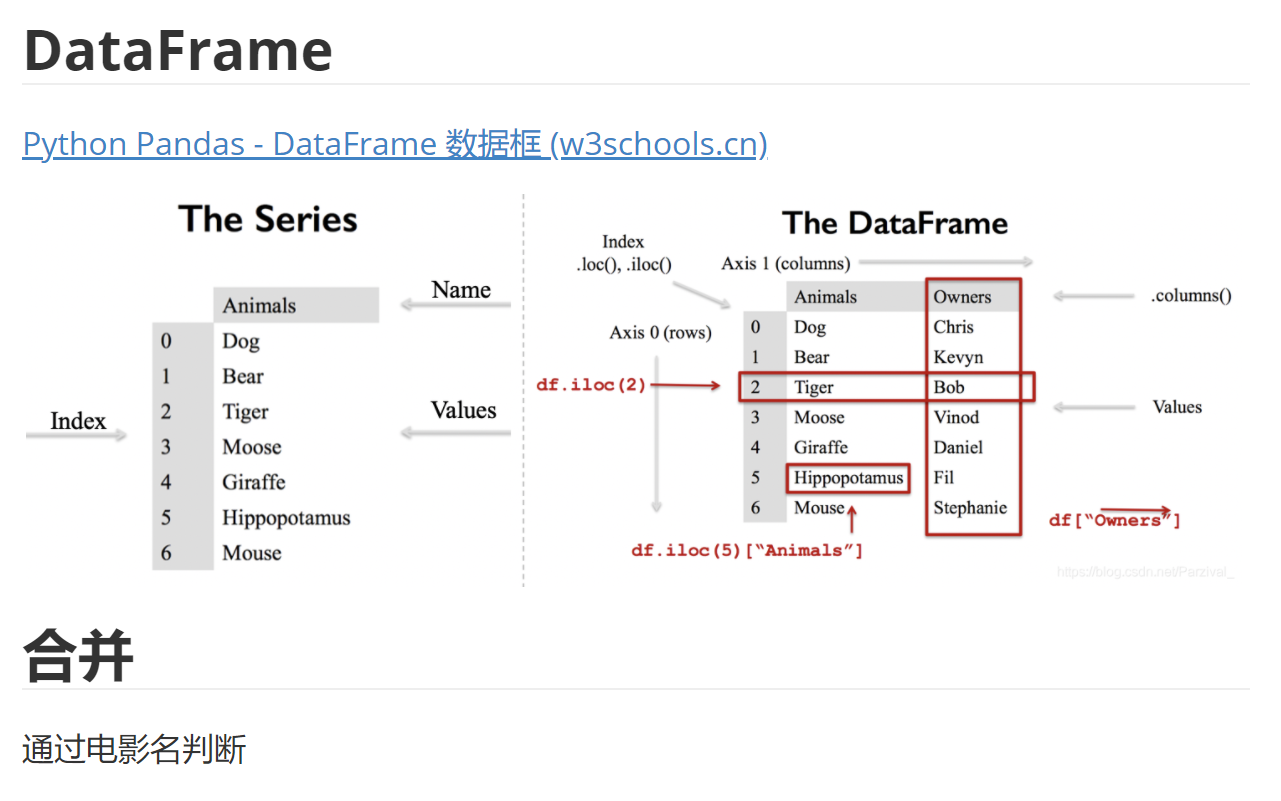 DataFrame
Python Pandas - DataFrame 数据框 (w3schools.cn)
The Series
Name
Animals
0 Dog
1 Bear
2 Tiger
3 Moose
4 Giraffe
5 Hippopotamus
6 Mouse
Index
Values
The DataFrame
Index
.loc(), .iloc()
Axis 1 (columns)
Animals Owners
.columns()
Axis 0 (rows)
0 Dog Chris
1 Bear Kevyn
df.iloc(2)
2 Tiger Bob
Values
3 Moose Vinod
4 Giraffe Daniel
5 Hippopotamus Fil
6 Mouse Stephanie
df["Owners"]
df.iloc(5)["Animals"]
https://blog.csdn.net/Parzival_
合并
通过电影名判断